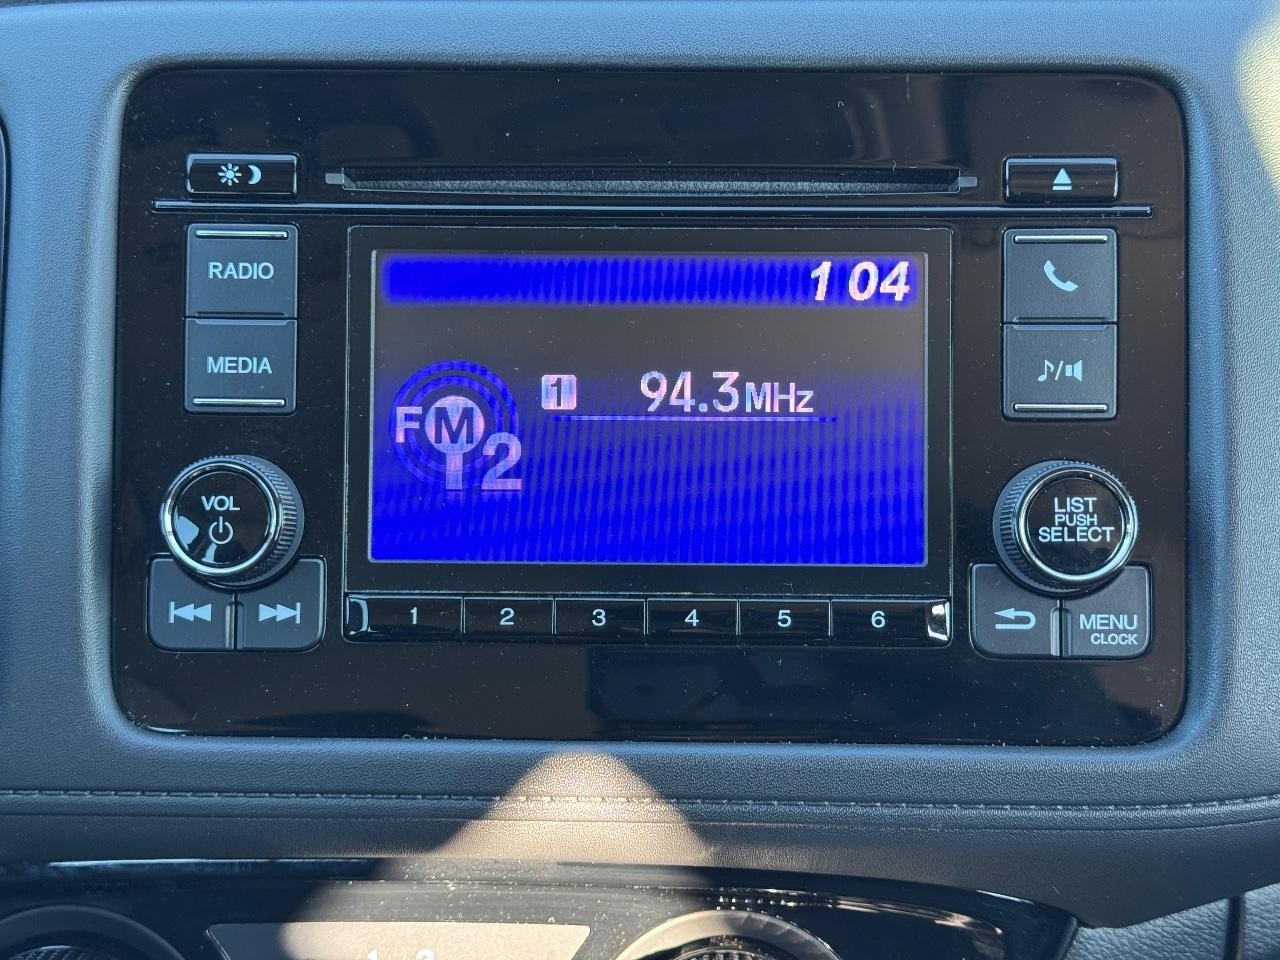 RADIO
MEDIA
1 04
FM 2
1 94.3MHz
VOL
LIST
PUSH
SELECT
1 2 3 4 5 6
MENU
CLOCK